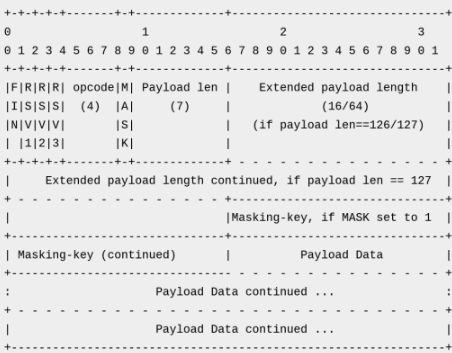 +-+-+-+-+-------+-+-------------+-------------------------------+
0                   1                   2                   3
0 1 2 3 4 5 6 7 8 9 0 1 2 3 4 5 6 7 8 9 0 1 2 3 4 5 6 7 8 9 0 1
+-+-+-+-+-------+-+-------------+-------------------------------+
|F|R|R|R| opcode|M| Payload len |    Extended payload length    |
|I|S|S|S|  (4)  |A|     (7)     |             (16/64)           |
|N|V|V|V|       |S|             |   (if payload len==126/127)   |
| |1|2|3|       |K|             |                               |
+-+-+-+-+-------+-+-------------+ - - - - - - - - - - - - - - - +
|     Extended payload length continued, if payload len == 127  |
+ - - - - - - - - - - - - - - - +-------------------------------+
|                               |Masking-key, if MASK set to 1  |
+-------------------------------+-------------------------------+
| Masking-key (continued)       |          Payload Data         |
+-------------------------------- - - - - - - - - - - - - - - - +
:                     Payload Data continued ...                :
+ - - - - - - - - - - - - - - - - - - - - - - - - - - - - - - - +
|                     Payload Data continued ...                |
+---------------------------------------------------------------+